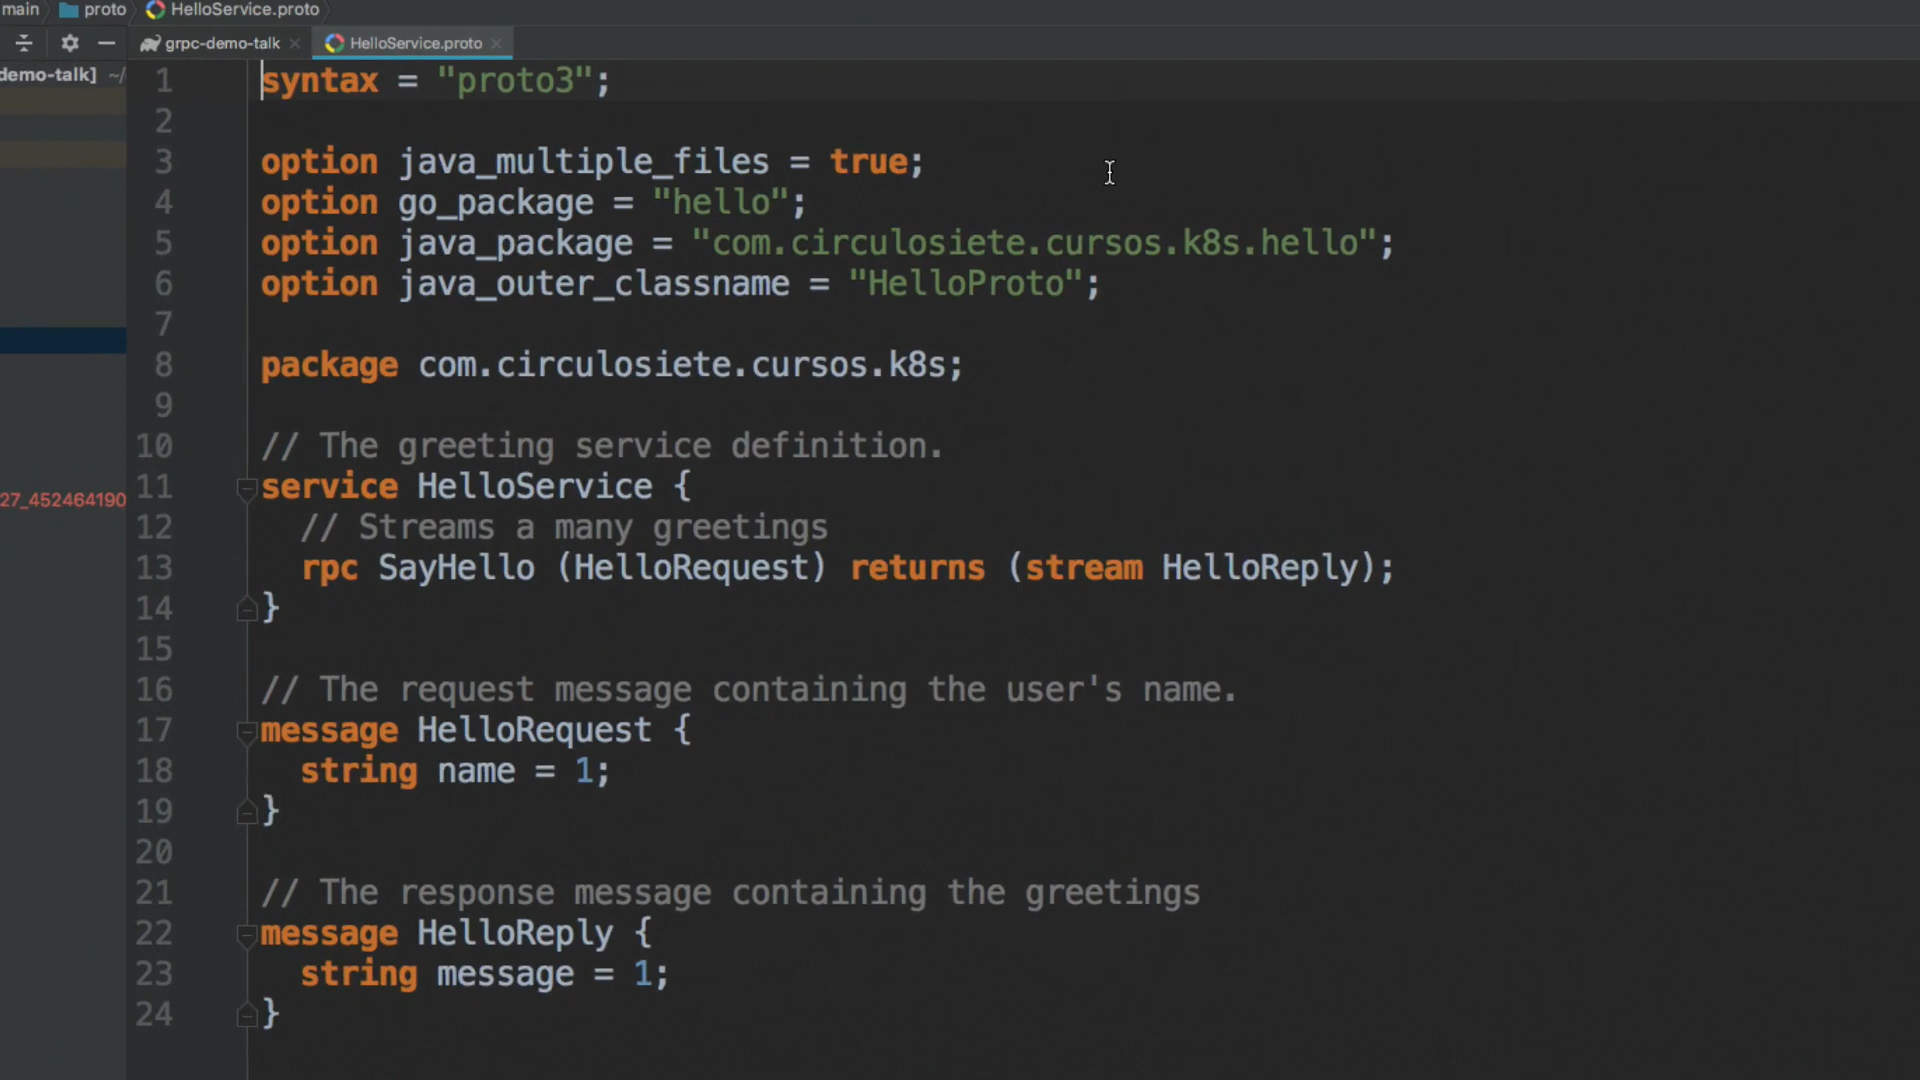 main proto HelloService.proto
grpc-demo-talk HelloService.proto
demo-talk] ~/
1 syntax = "proto3";
2
3 option java_multiple_files = true;
4 option go_package = "hello";
5 option java_package = "com.circulosiete.cursos.k8s.hello";
6 option java_outer_classname = "HelloProto";
7
8 package com.circulosiete.cursos.k8s;
9
10 // The greeting service definition.
11 service HelloService {
27_452464190
12 // Streams a many greetings
13 rpc SayHello (HelloRequest) returns (stream HelloReply);
14 }
15
16 // The request message containing the user's name.
17 message HelloRequest {
18 string name = 1;
19 }
20
21 // The response message containing the greetings
22 message HelloReply {
23 string message = 1;
24 }